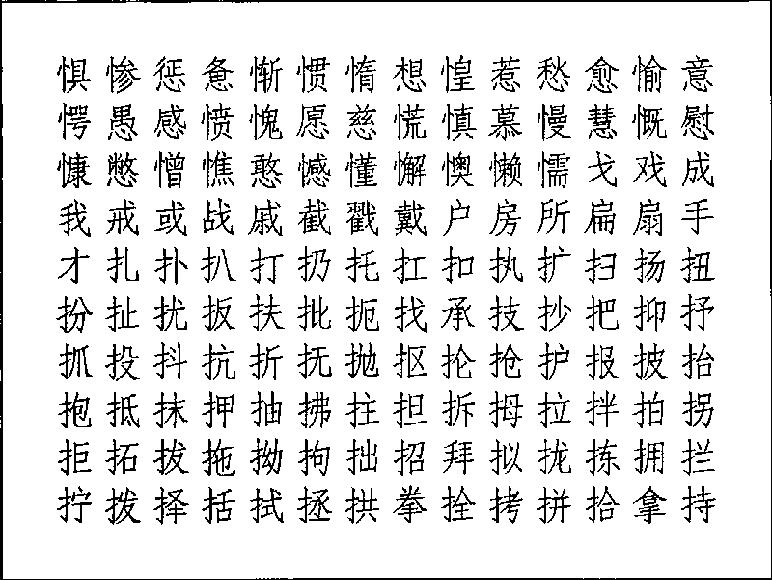 惧惨惩惫惭惯惰想惶惹愁愈愉意
愕愚感愤愧愿慈慌慎慕慢慧慨慰
慷憋憎憔憨憾懂懈懊懒懦戈戏成
我戒或战戚截戳戴户房所扁扇手
才扎扑扒打扔托扛扣执扩扫扬扭
扮扯扰扳扶批扼找承技抄把抑抒
抓投抖抗折抚抛抠抡抢护报披抬
抱抵抹押抽拂拄担拆拇拉拌拍拐
拒拓拔拖拗拘拙招拜拟拢拣拥拦
拧拨择括拭拯拱拳拴拷拼拾拿持